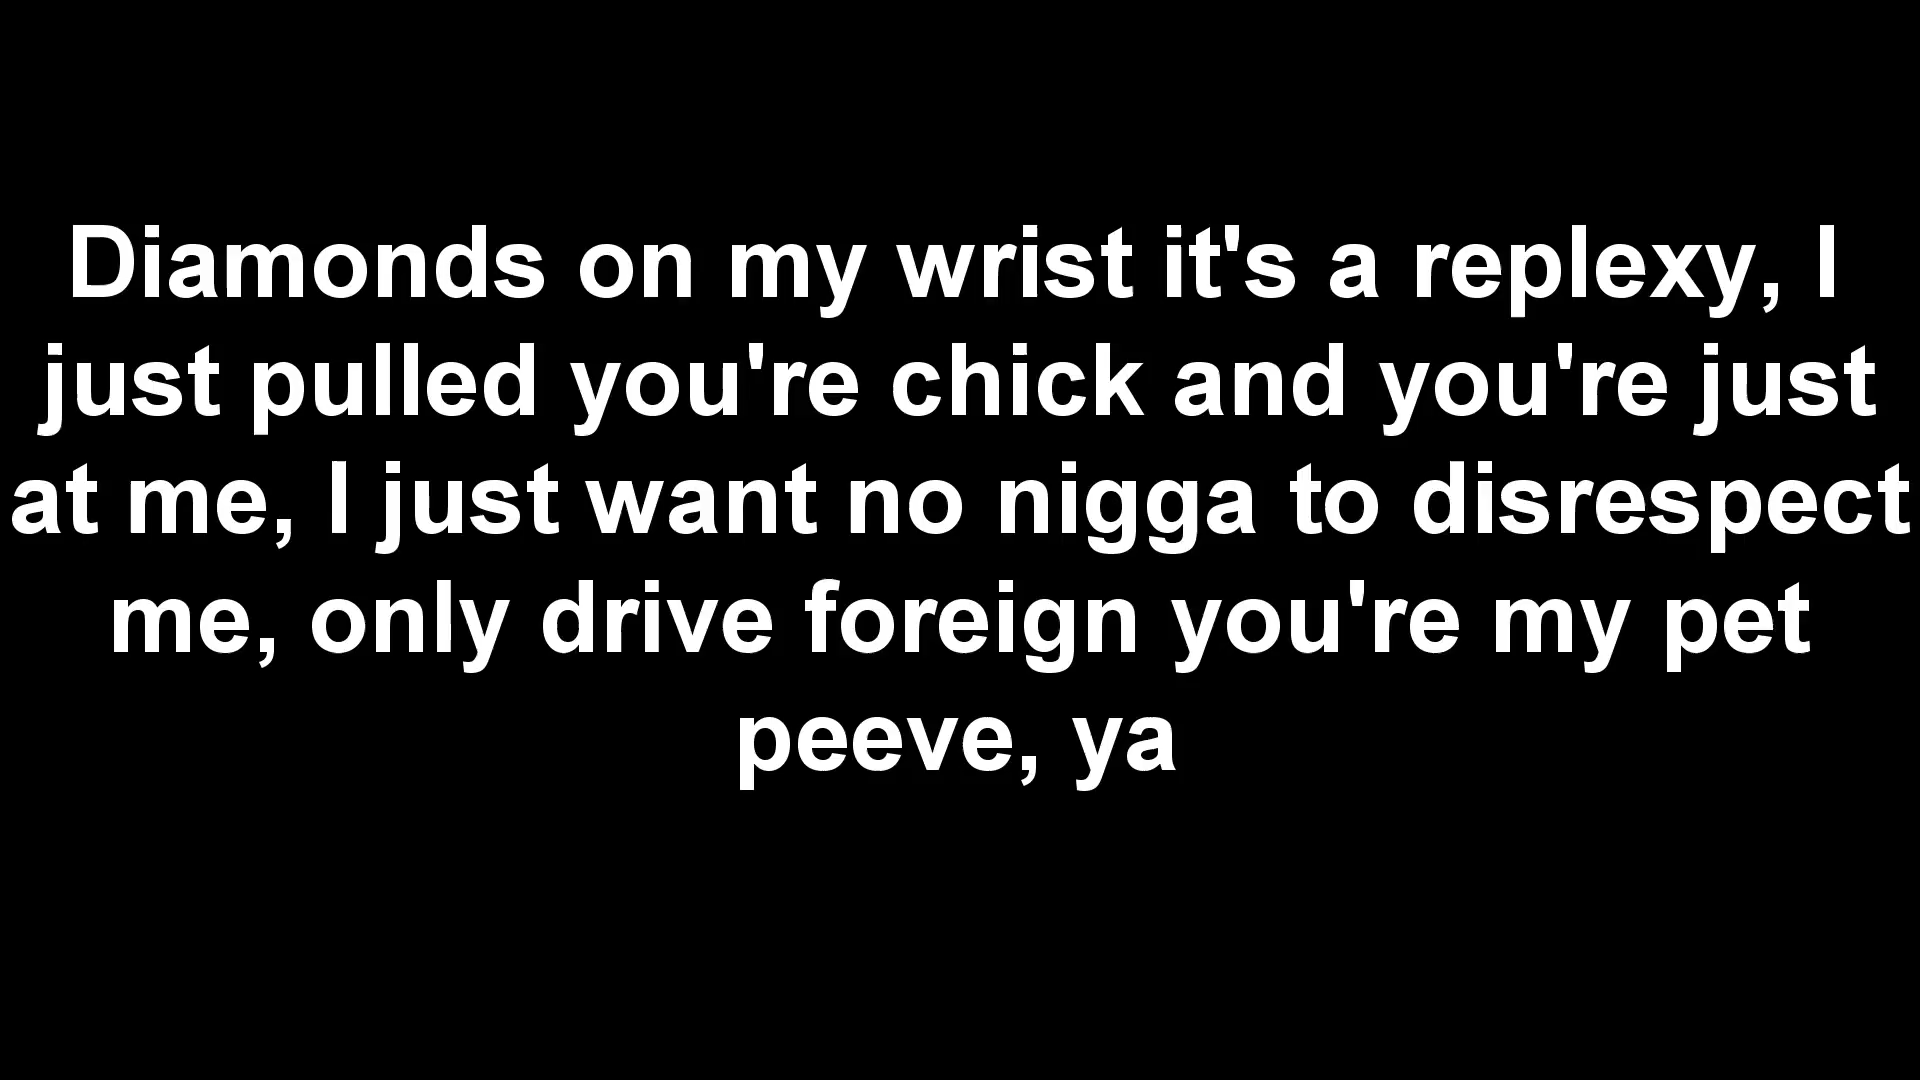 Diamonds on my wrist it's a replexy, I
just pulled you're chick and you're just
at me, I just want no nigga to disrespect
me, only drive foreign you're my pet
peeve, ya